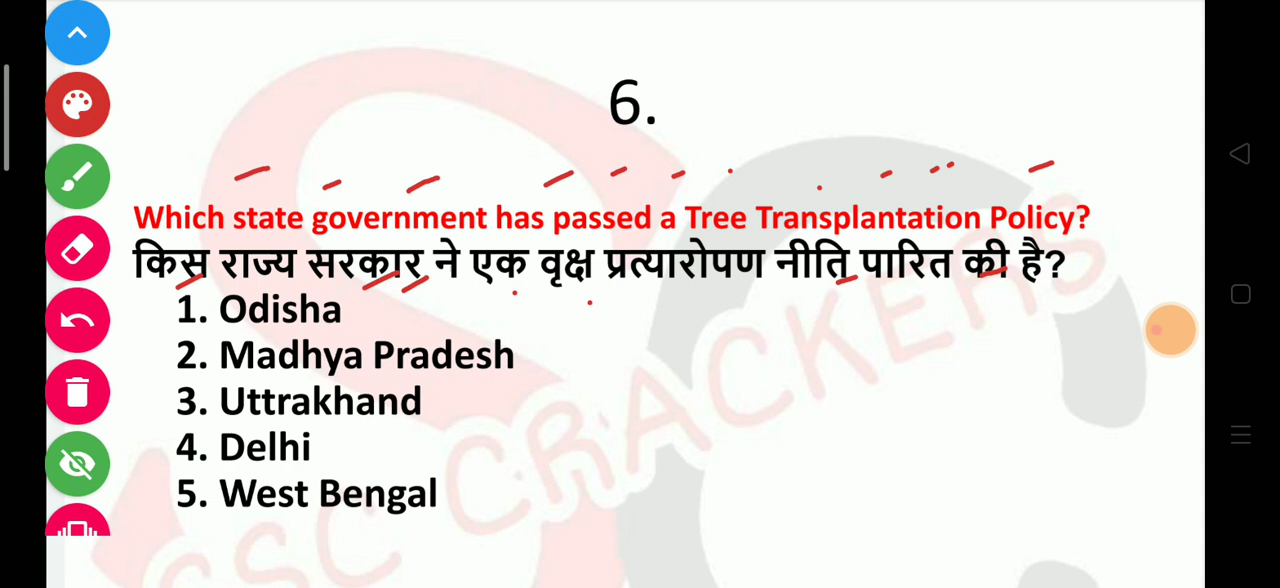 6.
Which state government has passed a Tree Transplantation Policy?
किस राज्य सरकार ने एक वृक्ष प्रत्यारोपण नीति पारित की है?
1. Odisha
2. Madhya Pradesh
3. Uttrakhand
4. Delhi
5. West Bengal
SSC CRACKERS